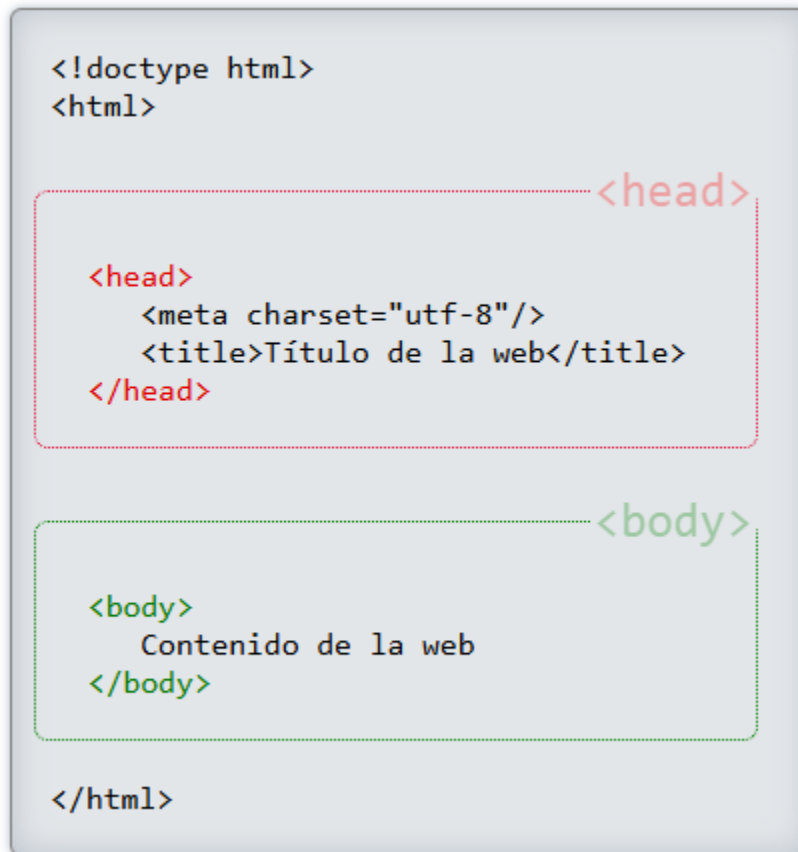 <!doctype html>
<html>
<head>
<head>
<meta charset="utf-8"/>
<title>Título de la web</title>
</head>
<body>
<body>
Contenido de la web
</body>
</html>